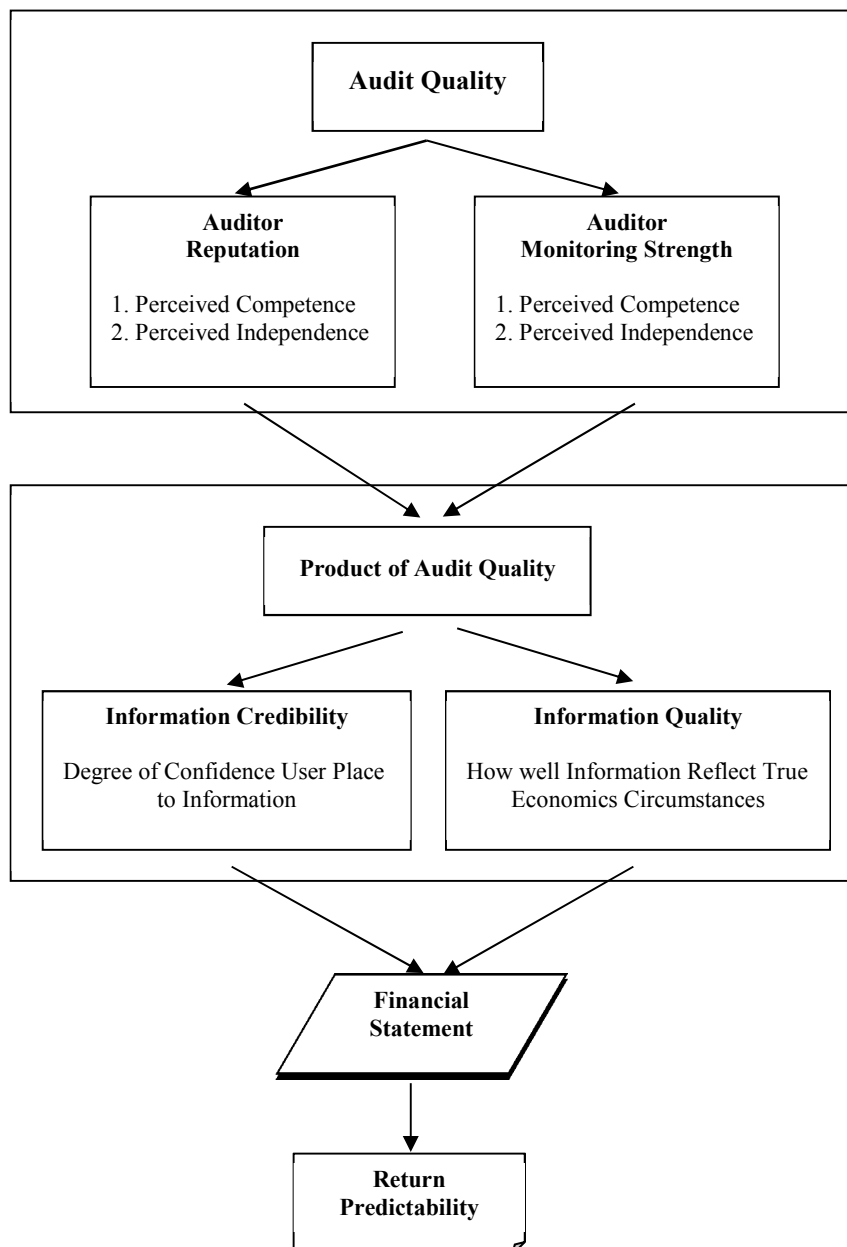 Audit Quality
Auditor
Reputation
1. Perceived Competence
2. Perceived Independence
Auditor
Monitoring Strength
1. Perceived Competence
2. Perceived Independence
Product of Audit Quality
Information Credibility
Degree of Confidence User Place
to Information
Information Quality
How well Information Reflect True
Economics Circumstances
Financial
Statement
Return
Predictability